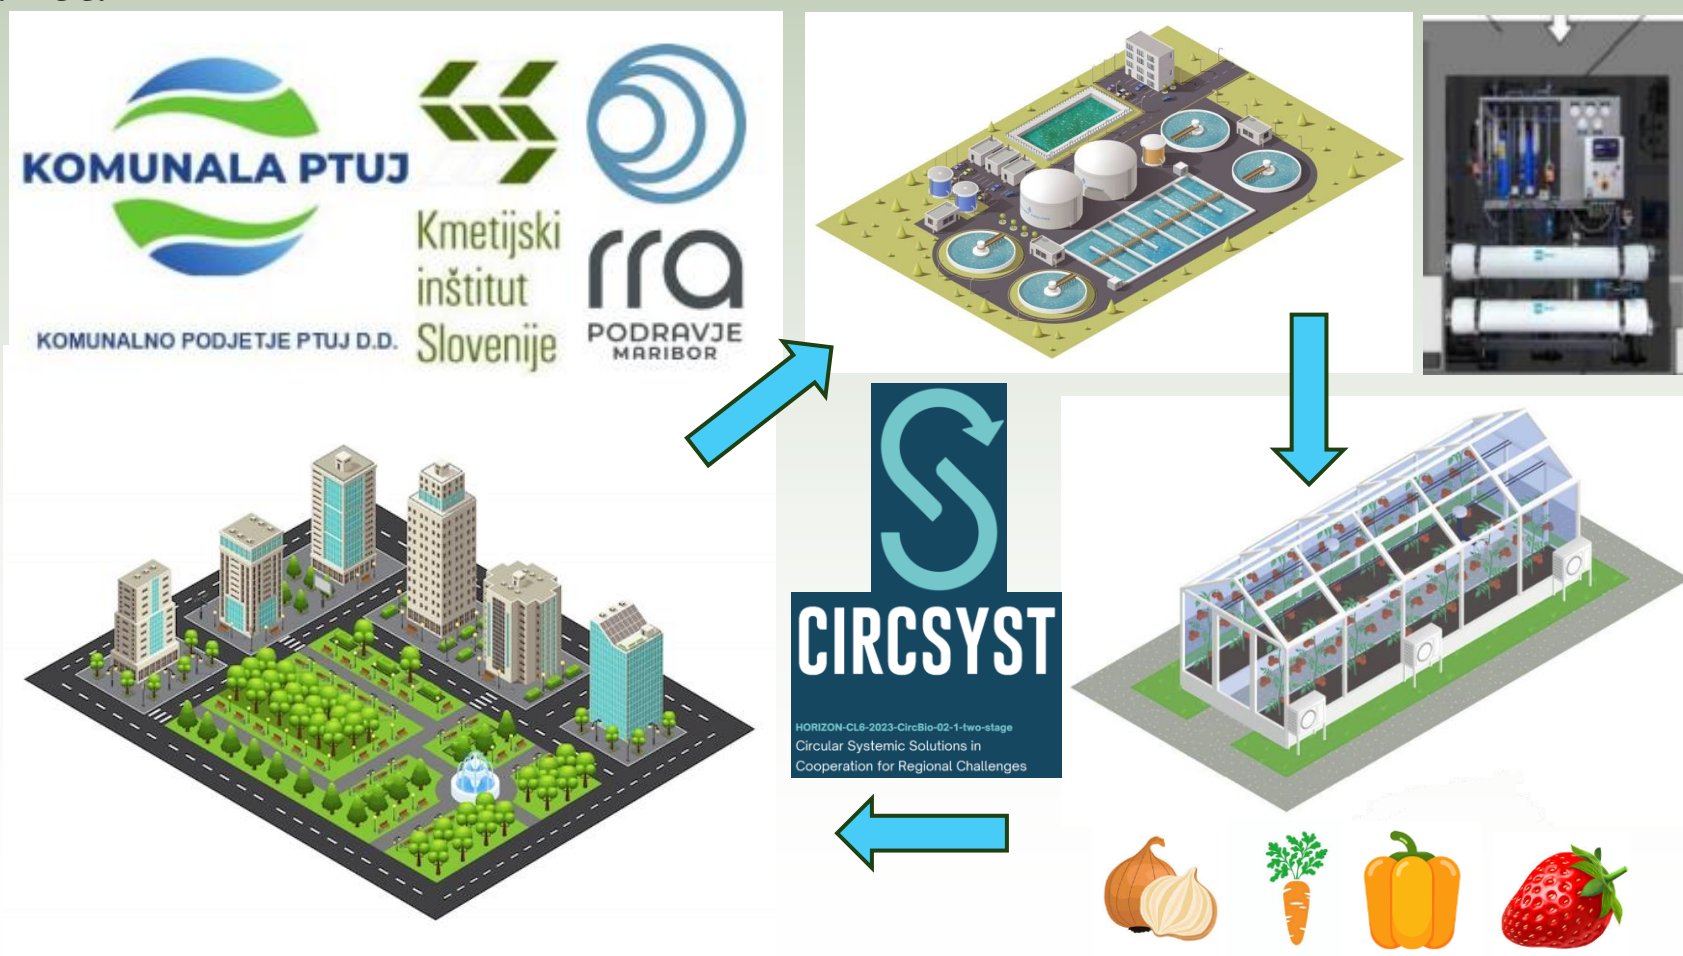 KOMUNALA PTUJ
KOMUNALNO PODJETJE PTUJ D.D.
Kmetijski
inštitut
Slovenije
rra
PODRAVJE
MARIBOR
CIRCSYST
HORIZON-CL6-2023-CircBio-02-1-two-stage
Circular Systemic Solutions in
Cooperation for Regional Challenges